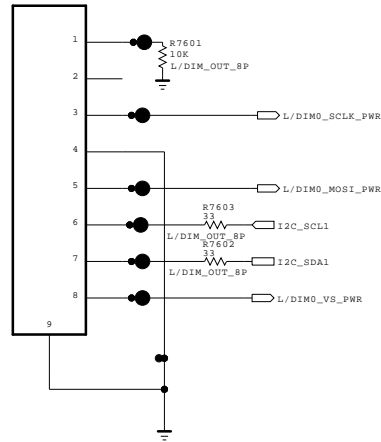 1
R7601
10K
L/DIM_OUT_8P
2
3
L/DIM0_SCLK_PWR
4
5
L/DIM0_MOSI_PWR
R7603
6
33
I2C_SCL1
L/DIM_OUT_8P
R7602
7
33
I2C_SDA1
L/DIM_OUT_8P
8
L/DIM0_VS_PWR
9